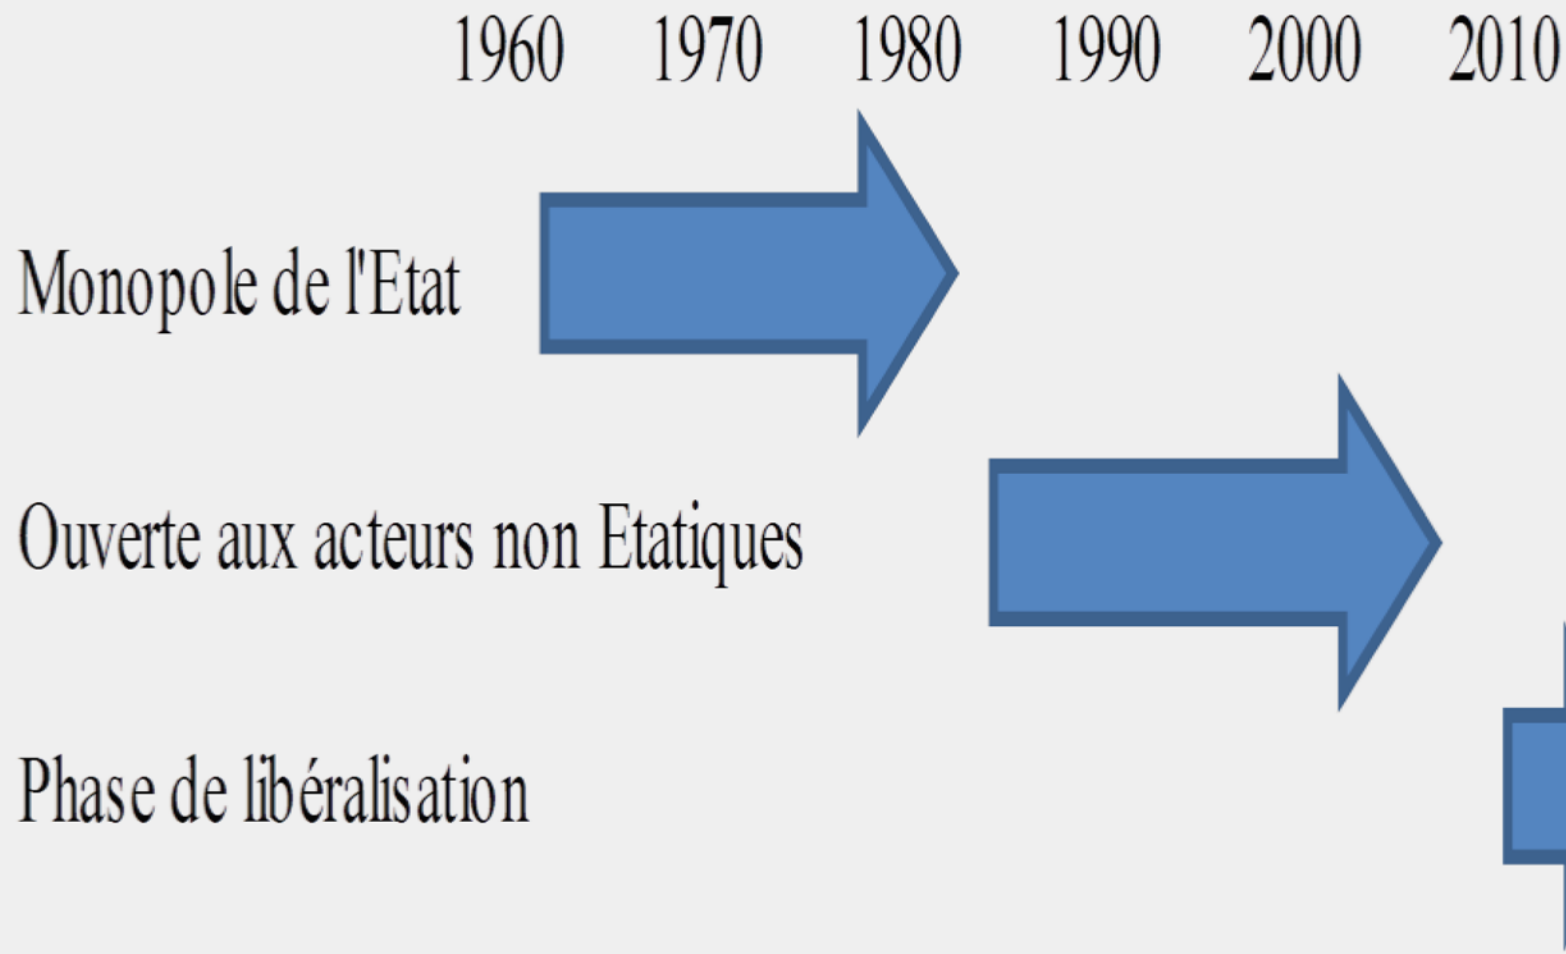 1960 1970 1980 1990 2000 2010
Monopole de l'Etat
Ouverte aux acteurs non Etatiques
Phase de libéralisation